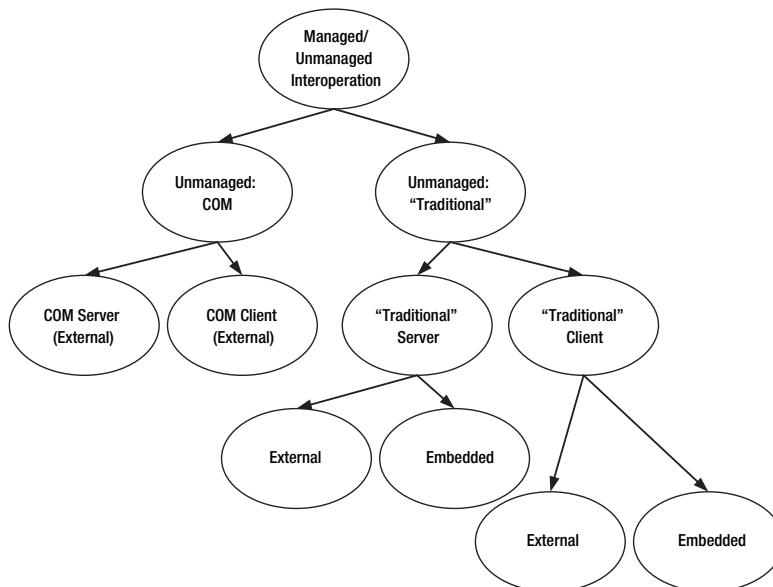 Managed/
Unmanaged
Interoperation
Unmanaged:
COM
Unmanaged:
“Traditional”
COM Server
(External)
COM Client
(External)
“Traditional”
Server
“Traditional”
Client
External
Embedded
External
Embedded